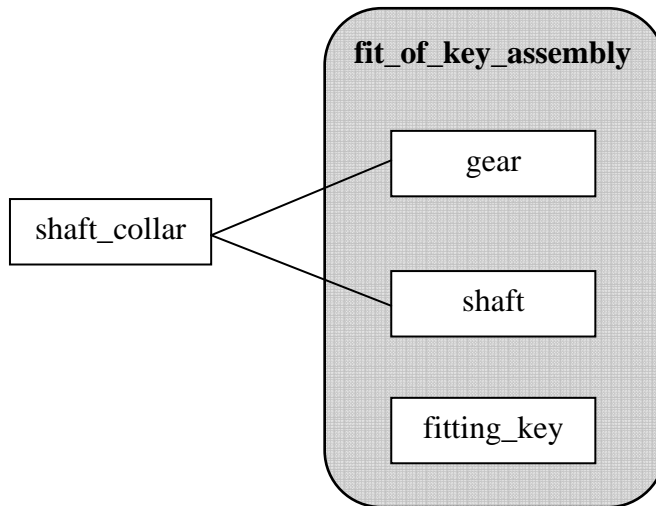 fit_of_key_assembly
gear
shaft_collar
shaft
fitting_key